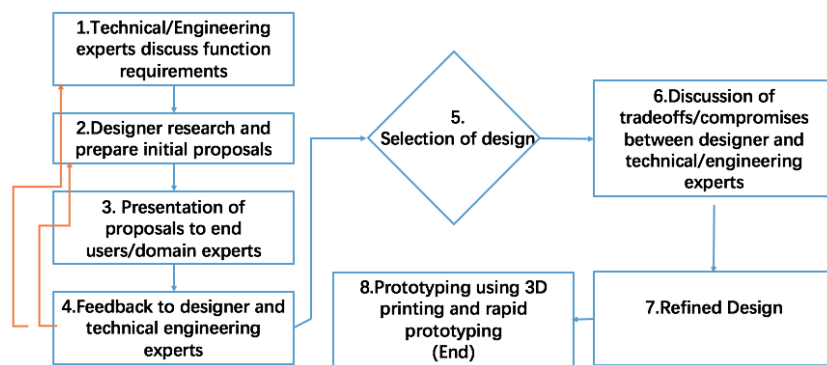 1.Technical/Engineering
experts discuss function
requirements
2.Designer research and
prepare initial proposals
3. Presentation of
proposals to end
users/domain experts
4.Feedback to designer and
technical engineering
experts
5.
Selection of design
6.Discussion of
tradeoffs/compromises
between designer and
technical/engineering
experts
7.Refined Design
8.Prototyping using 3D
printing and rapid
prototyping
(End)